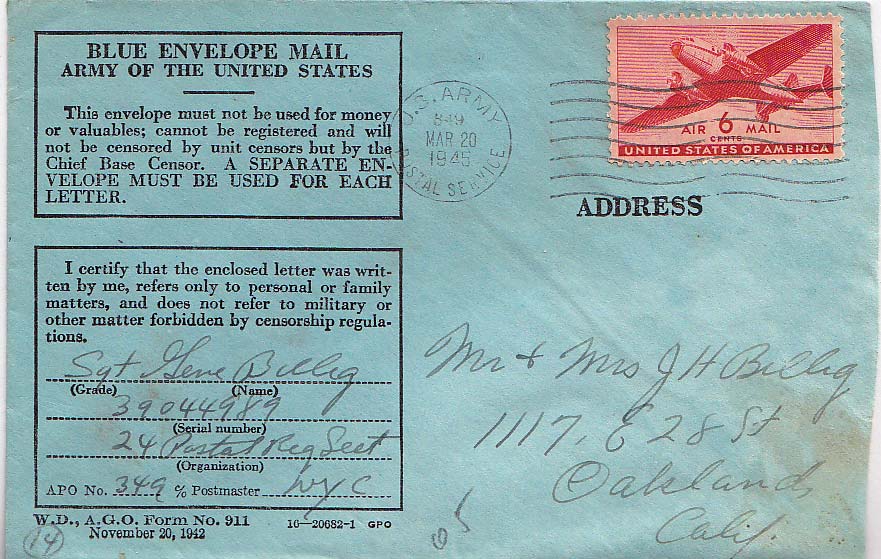 BLUE ENVELOPE MAIL
ARMY OF THE UNITED STATES
This envelope must not be used for money
or valuables; cannot be registered and will
not be censored by unit censors but by the
Chief Base Censor. A SEPARATE EN-
VELOPE MUST BE USED FOR EACH
LETTER.
U.S. ARMY
MAR 20
1945
POSTAL SERVICE
AIR 6 MAIL
CENTS
UNITED STATES OF AMERICA
ADDRESS
I certify that the enclosed letter was writ-
ten by me, refers only to personal or family
matters, and does not refer to military or
other matter forbidden by censorship regula-
tions.
Sgt Gene Billig
(Grade) (Name)
39044989
(Serial number)
24 Postal Reg Sect
(Organization)
APO No. 349 % Postmaster NYC
W.D., A.G.O. Form No. 911
November 20, 1942
16—20682-1 GPO
14
Mr & Mrs J H Billig
1117, E 28 St
Oakland,
Calif.